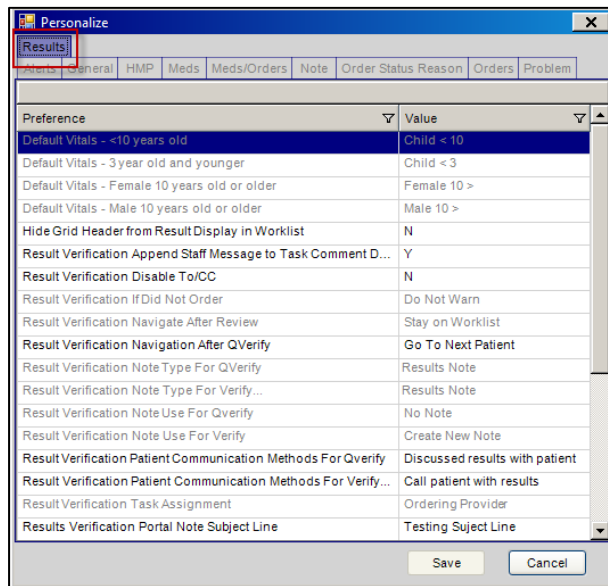 Personalize
Results
Alerts General HMP Meds Meds/Orders Note Order Status Reason Orders Problem
Preference Value
Default Vitals - <10 years old Child < 10
Default Vitals - 3 year old and younger Child < 3
Default Vitals - Female 10 years old or older Female 10 >
Default Vitals - Male 10 years old or older Male 10 >
Hide Grid Header from Result Display in Worklist N
Result Verification Append Staff Message to Task Comment D... Y
Result Verification Disable To/CC N
Result Verification If Did Not Order Do Not Warn
Result Verification Navigate After Review Stay on Worklist
Result Verification Navigation After QVerify Go To Next Patient
Result Verification Note Type For QVerify Results Note
Result Verification Note Type For Verify... Results Note
Result Verification Note Use For Qverify No Note
Result Verification Note Use For Verify Create New Note
Result Verification Patient Communication Methods For Qverify Discussed results with patient
Result Verification Patient Communication Methods For Verify... Call patient with results
Result Verification Task Assignment Ordering Provider
Results Verification Portal Note Subject Line Testing Suject Line
Save Cancel